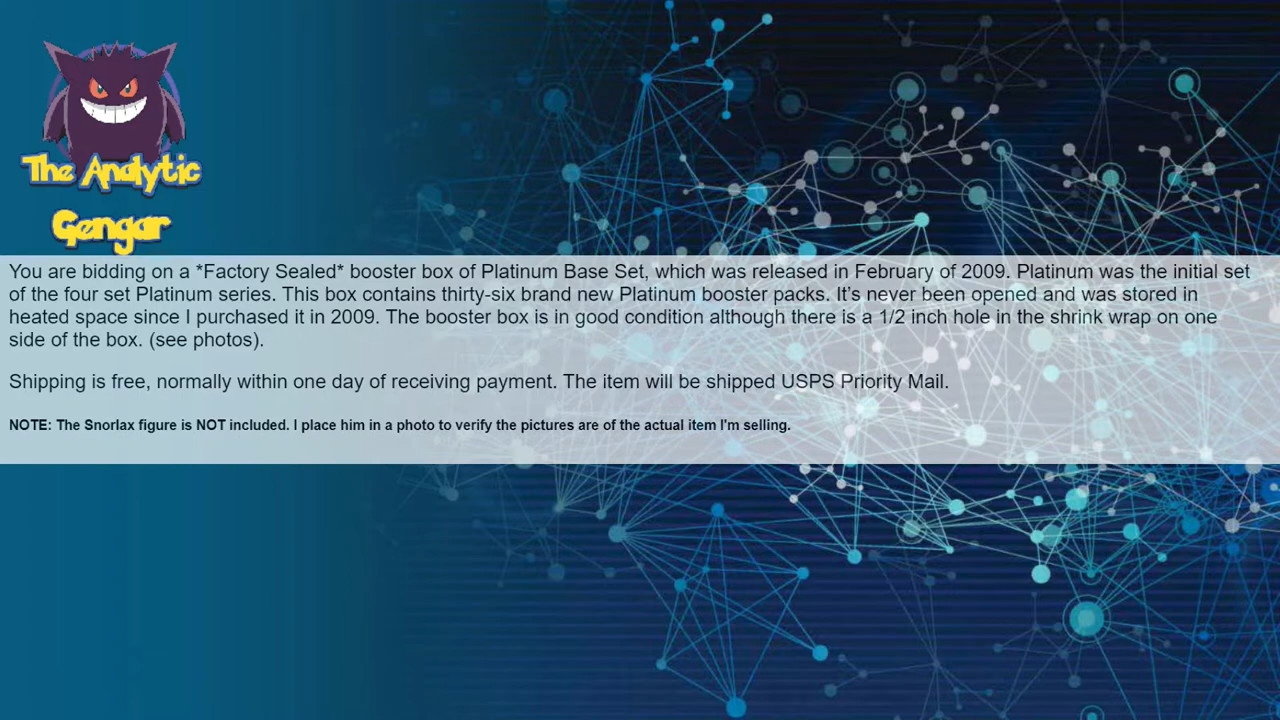 The Analytic
Gengar
You are bidding on a *Factory Sealed* booster box of Platinum Base Set, which was released in February of 2009. Platinum was the initial set
of the four set Platinum series. This box contains thirty-six brand new Platinum booster packs. It's never been opened and was stored in
heated space since I purchased it in 2009. The booster box is in good condition although there is a 1/2 inch hole in the shrink wrap on one
side of the box. (see photos).
Shipping is free, normally within one day of receiving payment. The item will be shipped USPS Priority Mail.
NOTE: The Snorlax figure is NOT included. I place him in a photo to verify the pictures are of the actual item I'm selling.